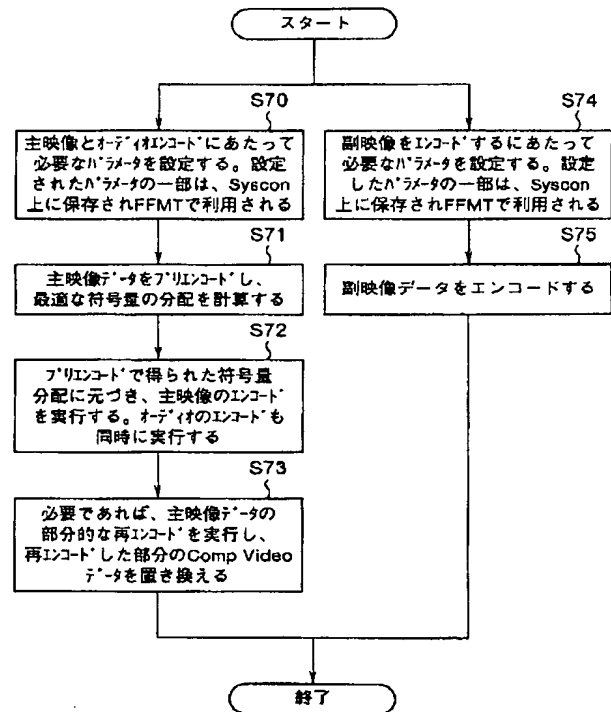 スタート
S70
主映像とオーディオエンコードにあたって
必要なパラメータを設定する。設定
されたパラメータの一部は、Syscon
上に保存されFFMTで利用される
S71
主映像データをプリエンコードし、
最適な符号量の分配を計算する
S72
プリエンコードで得られた符号量
分配に元づき、主映像のエンコード
を実行する。オーディオのエンコードも
同時に実行する
S73
必要であれば、主映像データの
部分的な再エンコードを実行し、
再エンコードした部分のComp Video
データを置き換える
S74
副映像をエンコードするにあたって
必要なパラメータを設定する。設定
したパラメータの一部は、Syscon
上に保存されFFMTで利用される
S75
副映像データをエンコードする
終了